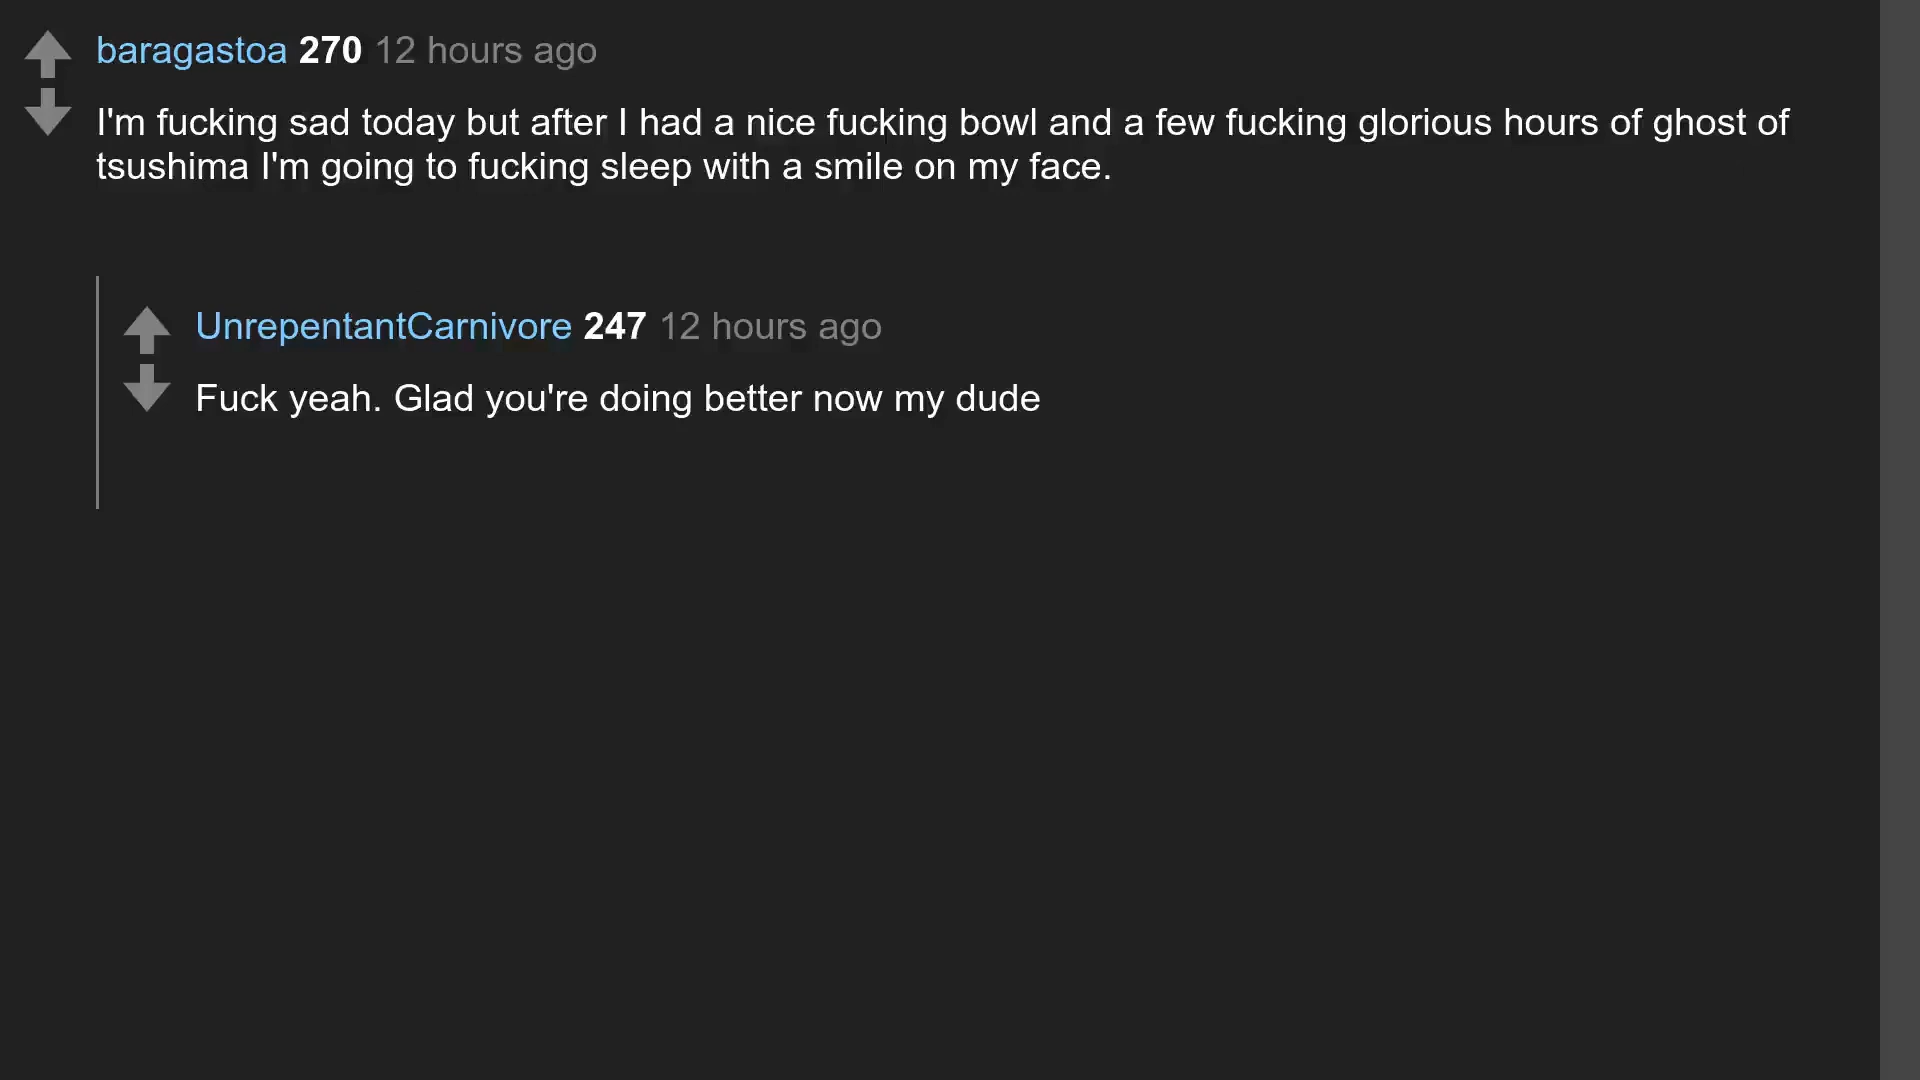 baragastoa 270 12 hours ago
I'm fucking sad today but after I had a nice fucking bowl and a few fucking glorious hours of ghost of
tsushima I'm going to fucking sleep with a smile on my face.
UnrepentantCarnivore 247 12 hours ago
Fuck yeah. Glad you're doing better now my dude